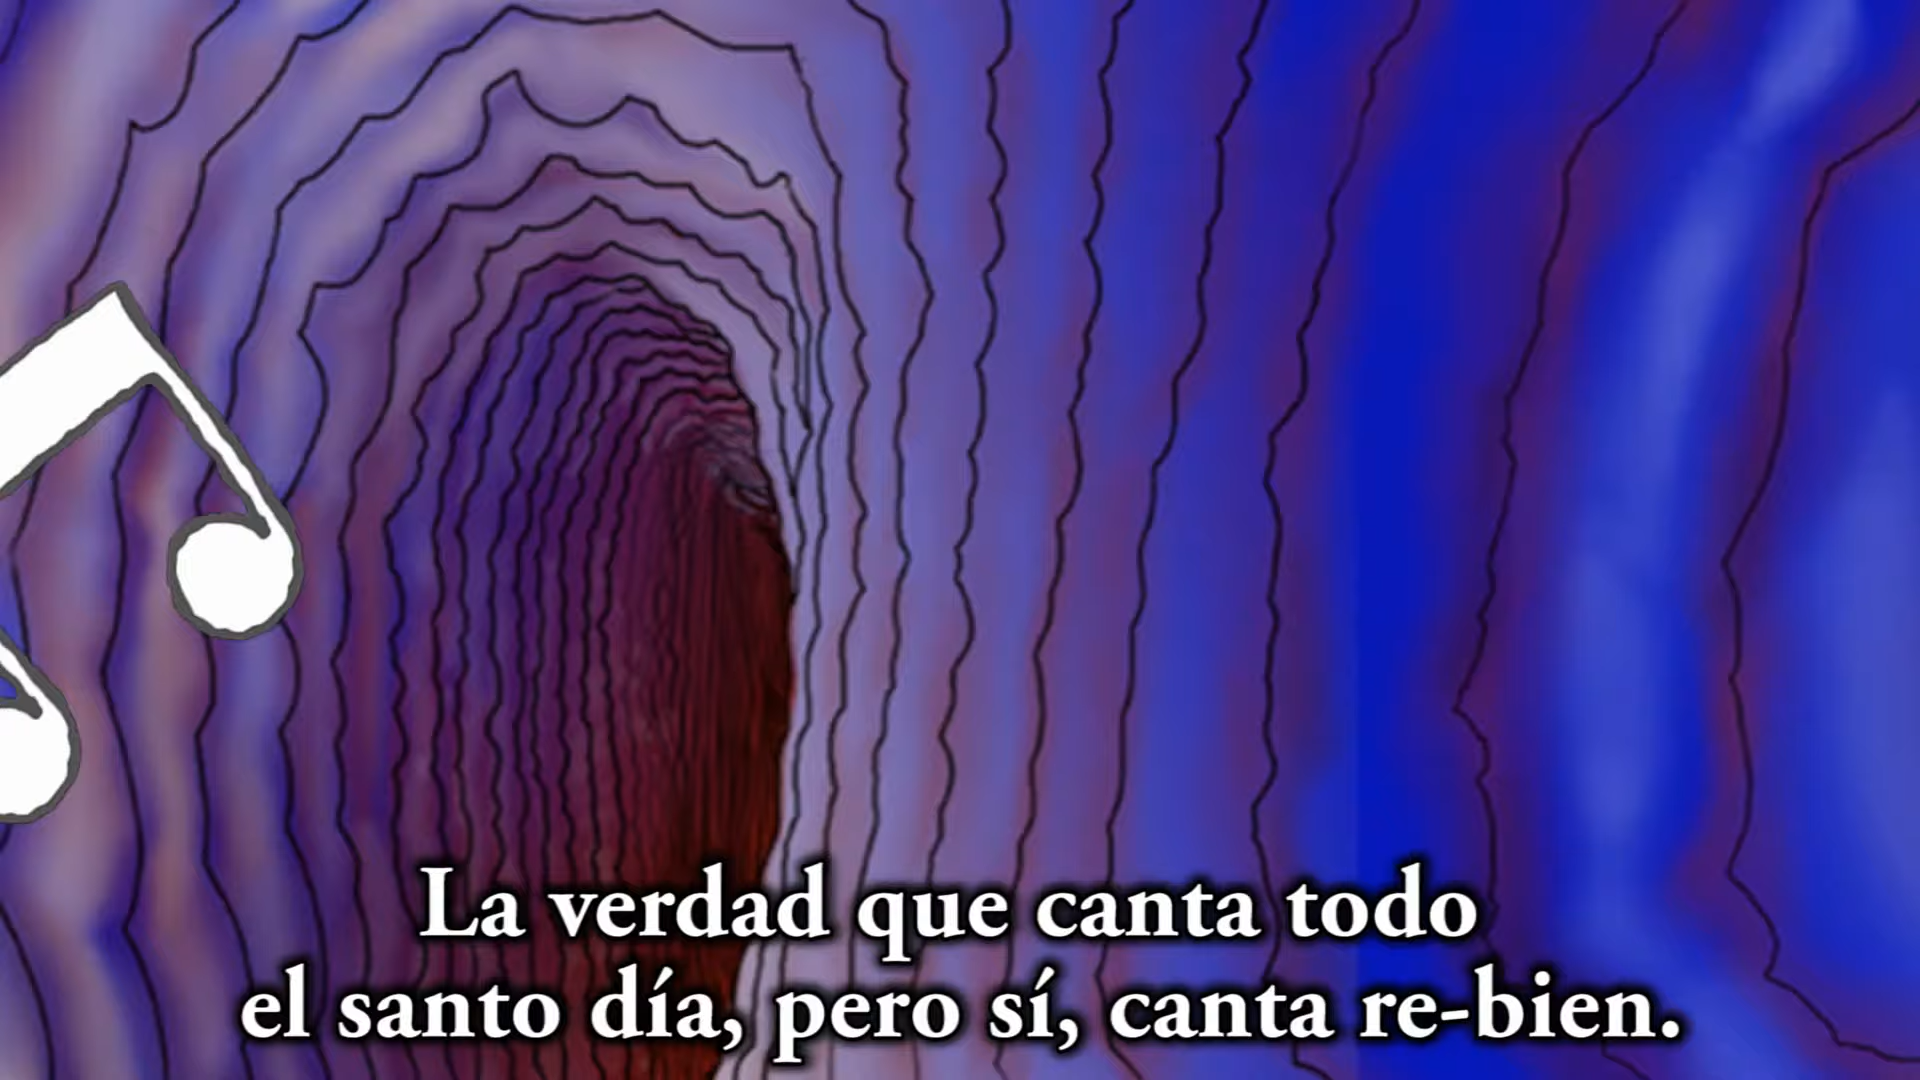 La verdad que canta todo
el santo día, pero sí, canta re-bien.